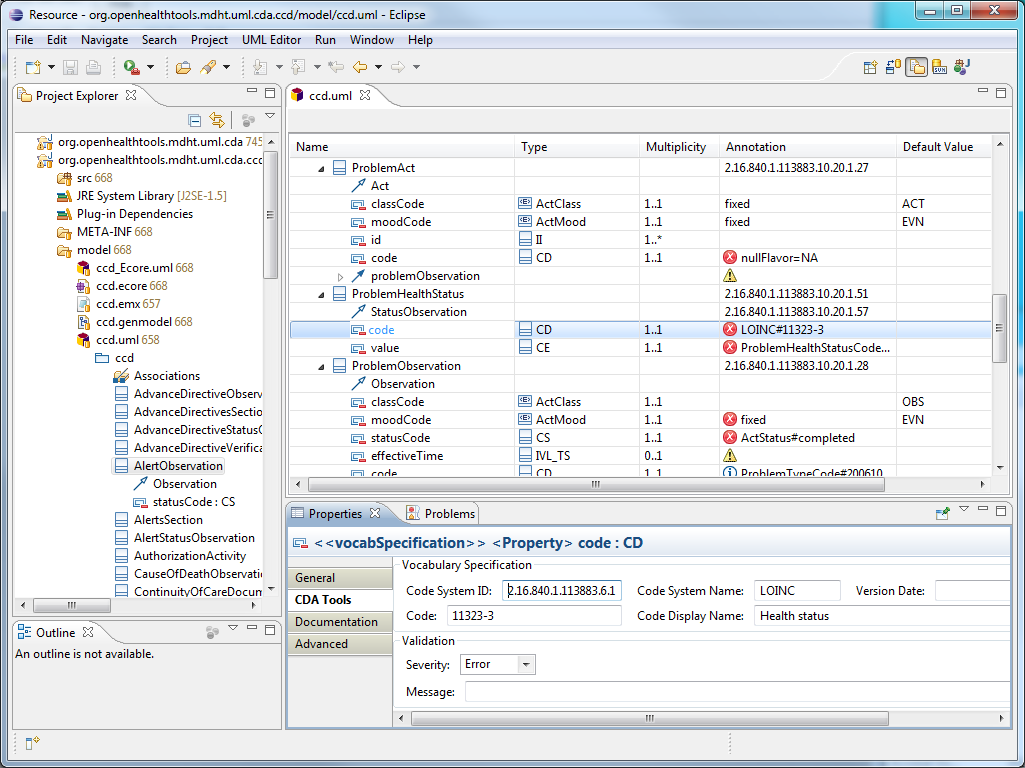 Resource - org.openhealthtools.mdht.uml.cda.ccd/model/ccd.uml - Eclipse
File Edit Navigate Search Project UML Editor Run Window Help
Project Explorer
org.openhealthtools.mdht.uml.cda 745
org.openhealthtools.mdht.uml.cda.ccd
src 668
JRE System Library [J2SE-1.5]
Plug-in Dependencies
META-INF 668
model 668
ccd_Ecore.uml 668
ccd.ecore 668
ccd.emx 657
ccd.genmodel 668
ccd.uml 658
ccd
Associations
AdvanceDirectiveObserv
AdvanceDirectivesSectio
AdvanceDirectiveStatusO
AdvanceDirectiveVerifica
AlertObservation
Observation
statusCode : CS
AlertsSection
AlertStatusObservation
AuthorizationActivity
CauseOfDeathObservatio
ContinuityOfCareDocum
Outline
An outline is not available.
ccd.uml
Name Type Multiplicity Annotation Default Value
ProblemAct 2.16.840.1.113883.10.20.1.27
Act
classCode ActClass 1..1 fixed ACT
moodCode ActMood 1..1 fixed EVN
id II 1..*
code CD 1..1 nullFlavor=NA
problemObservation
ProblemHealthStatus 2.16.840.1.113883.10.20.1.51
StatusObservation 2.16.840.1.113883.10.20.1.57
code CD 1..1 LOINC#11323-3
value CE 1..1 ProblemHealthStatusCode...
ProblemObservation 2.16.840.1.113883.10.20.1.28
Observation
classCode ActClass 1..1 OBS
moodCode ActMood 1..1 fixed EVN
statusCode CS 1..1 ActStatus#completed
effectiveTime IVL_TS 0..1
code CD 1..1 ProblemTypeCode#200610
Properties Problems
<<vocabSpecification>> <Property> code : CD
General
CDA Tools
Documentation
Advanced
Vocabulary Specification
Code System ID: 2.16.840.1.113883.6.1 Code System Name: LOINC Version Date:
Code: 11323-3 Code Display Name: Health status
Validation
Severity: Error
Message: